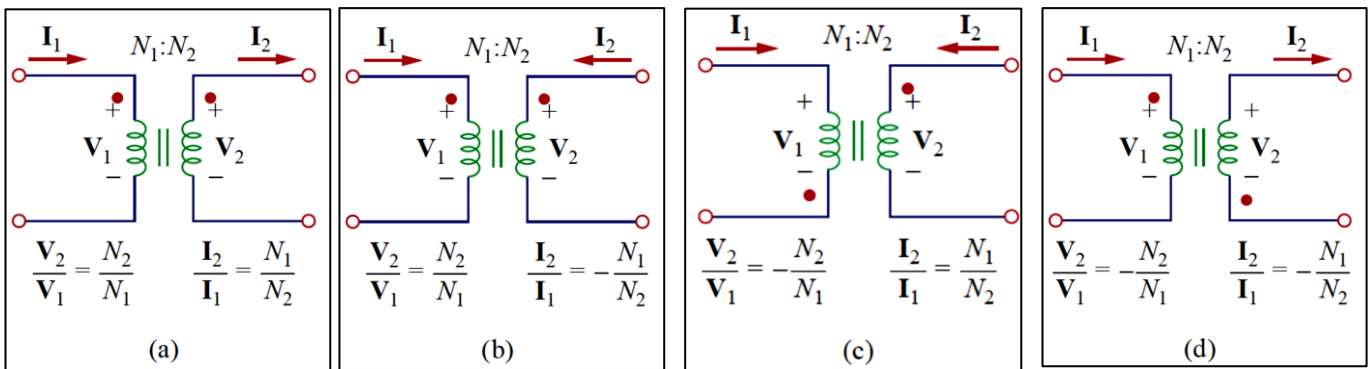 I₁ N₁:N₂ I₂
+ +
V₁ V₂
− −
V₂/V₁ = N₂/N₁ I₂/I₁ = N₁/N₂
(a)
I₁ N₁:N₂ I₂
+ +
V₁ V₂
− −
V₂/V₁ = N₂/N₁ I₂/I₁ = −N₁/N₂
(b)
I₁ N₁:N₂ I₂
+ +
V₁ V₂
− −
V₂/V₁ = −N₂/N₁ I₂/I₁ = N₁/N₂
(c)
I₁ N₁:N₂ I₂
+ +
V₁ V₂
− −
V₂/V₁ = −N₂/N₁ I₂/I₁ = −N₁/N₂
(d)